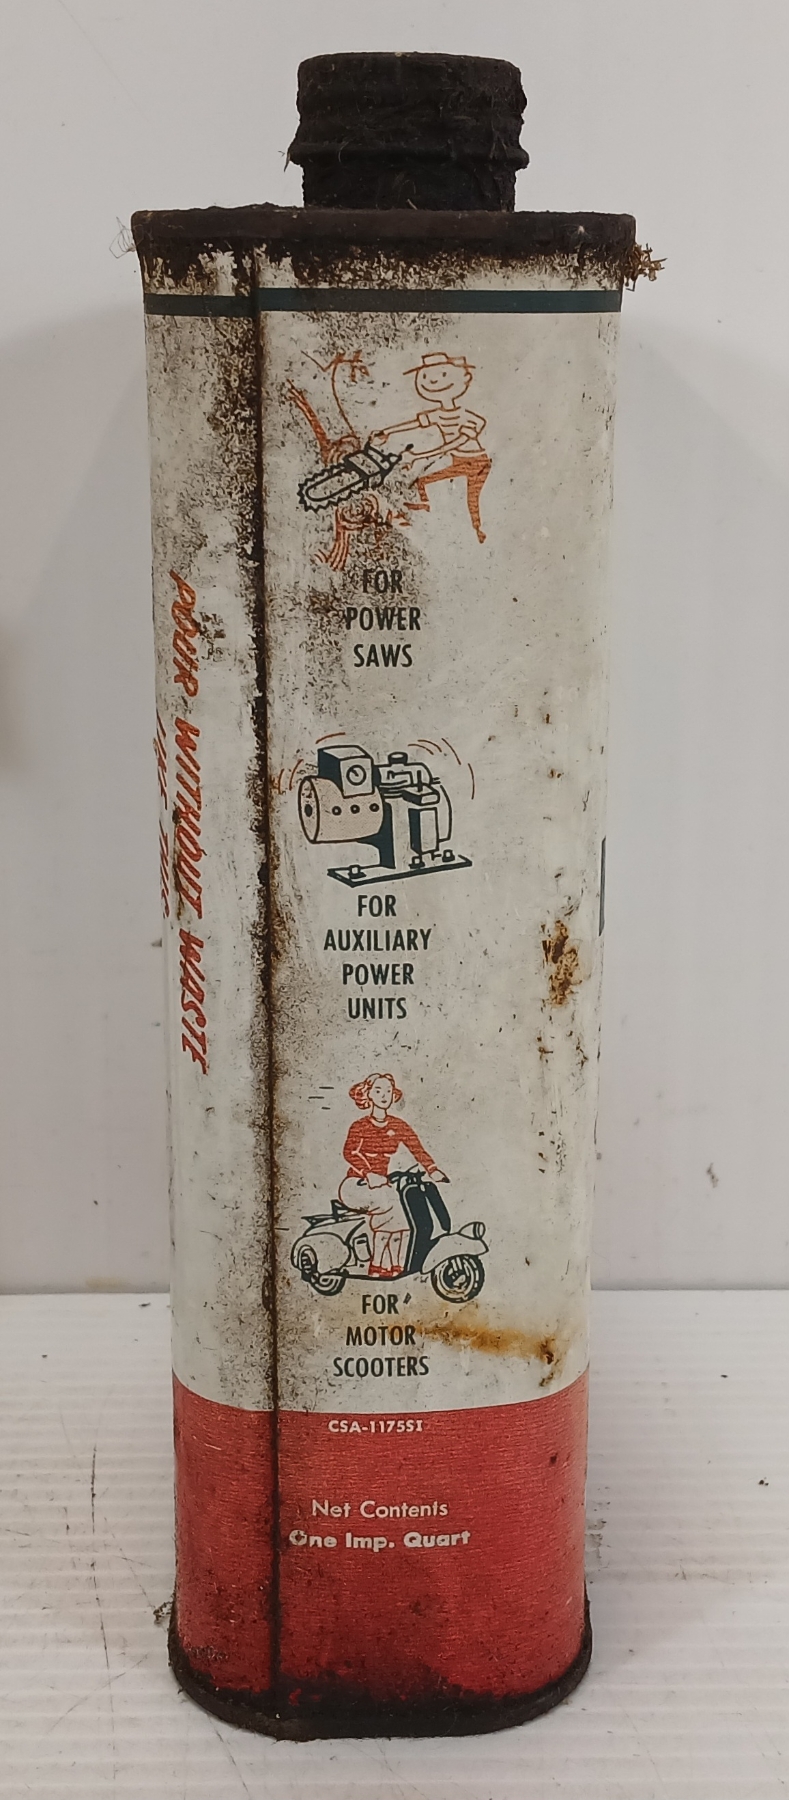 FOR
POWER
SAWS
FOR
AUXILIARY
POWER
UNITS
FOR
MOTOR
SCOOTERS
CSA-1175SI
Net Contents
One Imp. Quart
POUR WITHOUT WASTE